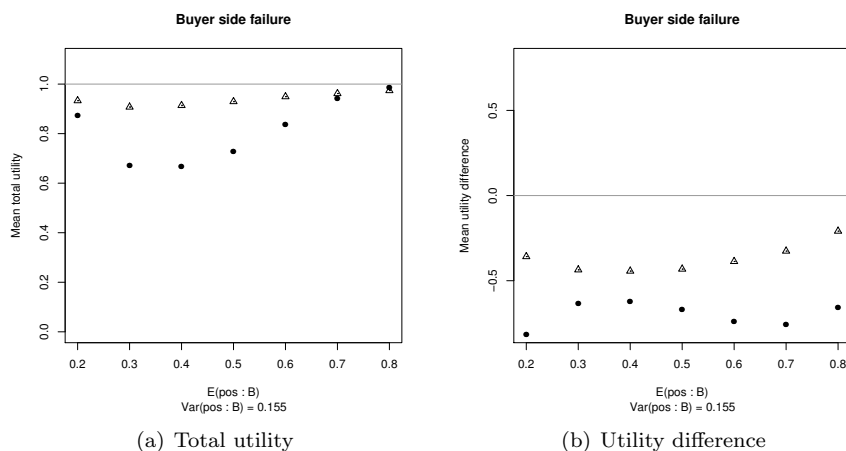 Buyer side failure
Mean total utility
1.0
0.8
0.6
0.4
0.2
0.0
0.2 0.3 0.4 0.5 0.6 0.7 0.8
E(pos : B)
Var(pos : B) = 0.155
(a) Total utility
Buyer side failure
Mean utility difference
0.5
0.0
−0.5
0.2 0.3 0.4 0.5 0.6 0.7 0.8
E(pos : B)
Var(pos : B) = 0.155
(b) Utility difference